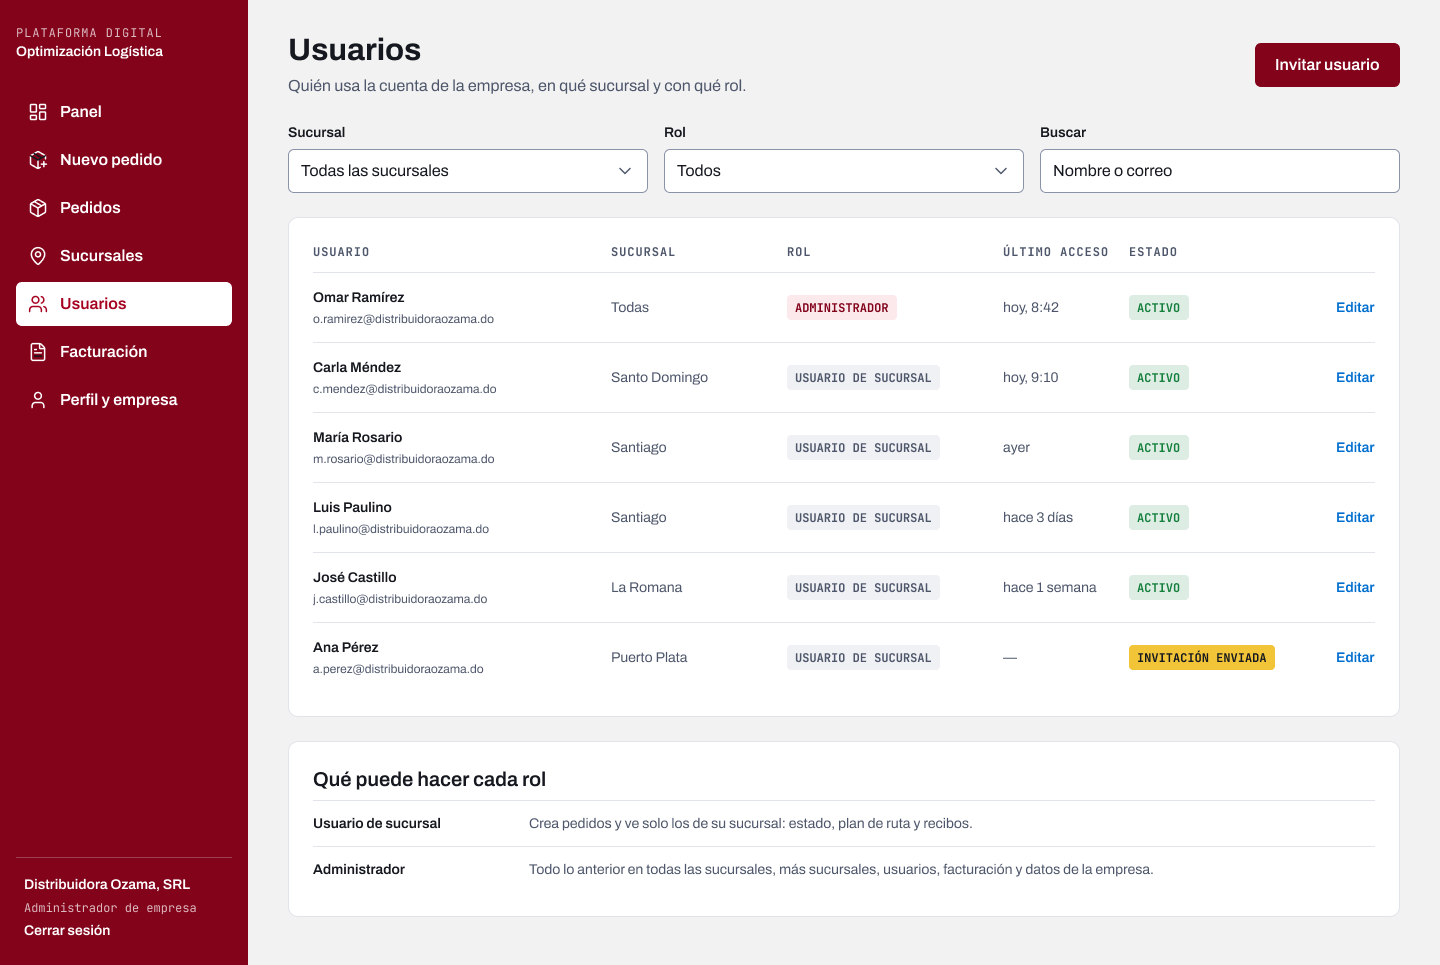 PLATAFORMA DIGITAL
Optimización Logística
Panel
Nuevo pedido
Pedidos
Sucursales
Usuarios
Facturación
Perfil y empresa
Distribuidora Ozama, SRL
Administrador de empresa
Cerrar sesión
Usuarios
Quién usa la cuenta de la empresa, en qué sucursal y con qué rol.
Invitar usuario
Sucursal Rol Buscar
Todas las sucursales Todos Nombre o correo
USUARIO SUCURSAL ROL ÚLTIMO ACCESO ESTADO
Omar Ramírez
o.ramirez@distribuidoraozama.do
Todas ADMINISTRADOR hoy, 8:42 ACTIVO Editar
Carla Méndez
c.mendez@distribuidoraozama.do
Santo Domingo USUARIO DE SUCURSAL hoy, 9:10 ACTIVO Editar
María Rosario
m.rosario@distribuidoraozama.do
Santiago USUARIO DE SUCURSAL ayer ACTIVO Editar
Luis Paulino
l.paulino@distribuidoraozama.do
Santiago USUARIO DE SUCURSAL hace 3 días ACTIVO Editar
José Castillo
j.castillo@distribuidoraozama.do
La Romana USUARIO DE SUCURSAL hace 1 semana ACTIVO Editar
Ana Pérez
a.perez@distribuidoraozama.do
Puerto Plata USUARIO DE SUCURSAL — INVITACIÓN ENVIADA Editar
Qué puede hacer cada rol
Usuario de sucursal Crea pedidos y ve solo los de su sucursal: estado, plan de ruta y recibos.
Administrador Todo lo anterior en todas las sucursales, más sucursales, usuarios, facturación y datos de la empresa.